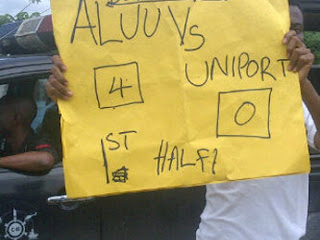 ALUU Vs
UNIPORT
4
0
1ST HALF!